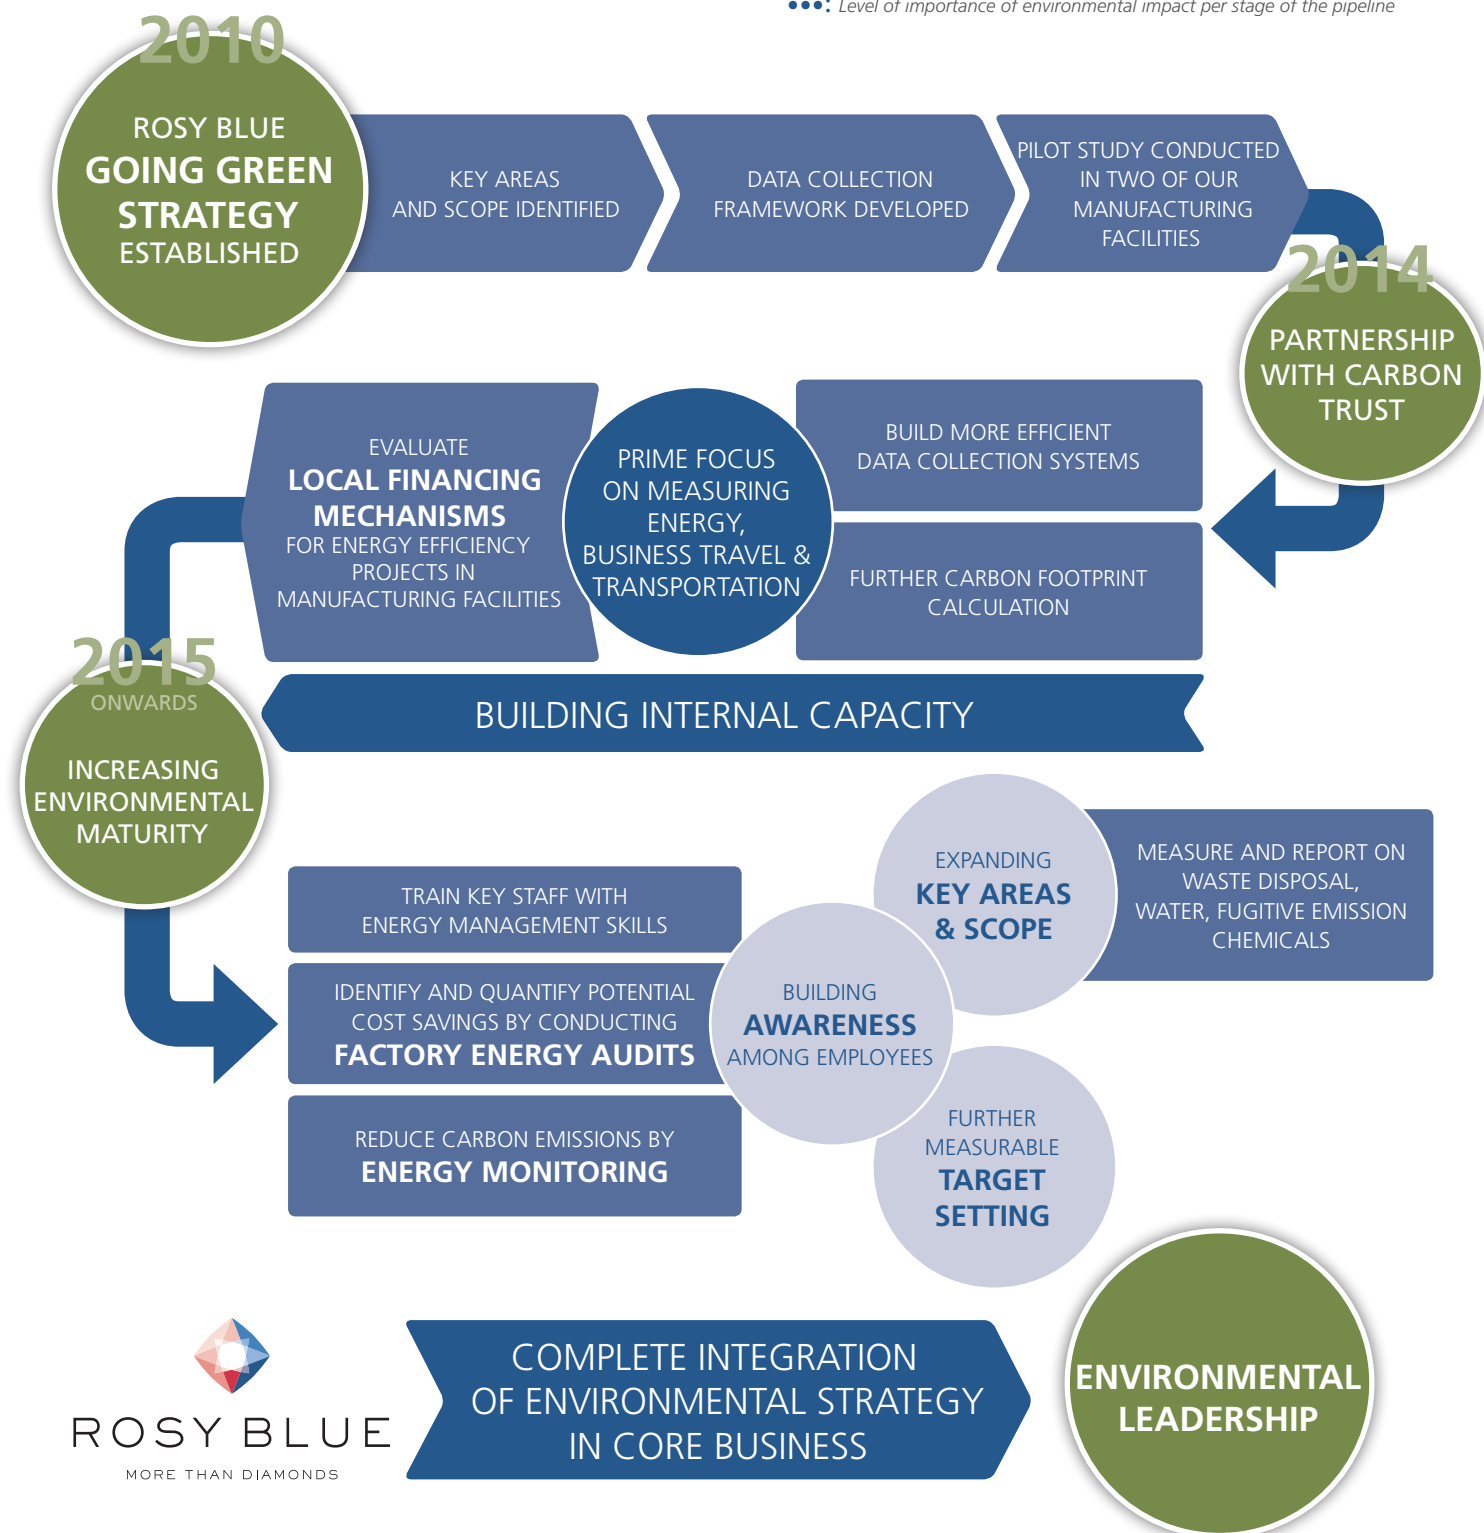 ●●●: Level of importance of environmental impact per stage of the pipeline
2010
ROSY BLUE
GOING GREEN
STRATEGY
ESTABLISHED
KEY AREAS
AND SCOPE IDENTIFIED
DATA COLLECTION
FRAMEWORK DEVELOPED
PILOT STUDY CONDUCTED
IN TWO OF OUR
MANUFACTURING
FACILITIES
2014
PARTNERSHIP
WITH CARBON
TRUST
BUILD MORE EFFICIENT
DATA COLLECTION SYSTEMS
FURTHER CARBON FOOTPRINT
CALCULATION
PRIME FOCUS
ON MEASURING
ENERGY,
BUSINESS TRAVEL &
TRANSPORTATION
EVALUATE
LOCAL FINANCING
MECHANISMS
FOR ENERGY EFFICIENCY
PROJECTS IN
MANUFACTURING FACILITIES
BUILDING INTERNAL CAPACITY
2015
ONWARDS
INCREASING
ENVIRONMENTAL
MATURITY
TRAIN KEY STAFF WITH
ENERGY MANAGEMENT SKILLS
IDENTIFY AND QUANTIFY POTENTIAL
COST SAVINGS BY CONDUCTING
FACTORY ENERGY AUDITS
REDUCE CARBON EMISSIONS BY
ENERGY MONITORING
BUILDING
AWARENESS
AMONG EMPLOYEES
EXPANDING
KEY AREAS
& SCOPE
MEASURE AND REPORT ON
WASTE DISPOSAL,
WATER, FUGITIVE EMISSION
CHEMICALS
FURTHER
MEASURABLE
TARGET
SETTING
ROSY BLUE
MORE THAN DIAMONDS
COMPLETE INTEGRATION
OF ENVIRONMENTAL STRATEGY
IN CORE BUSINESS
ENVIRONMENTAL
LEADERSHIP